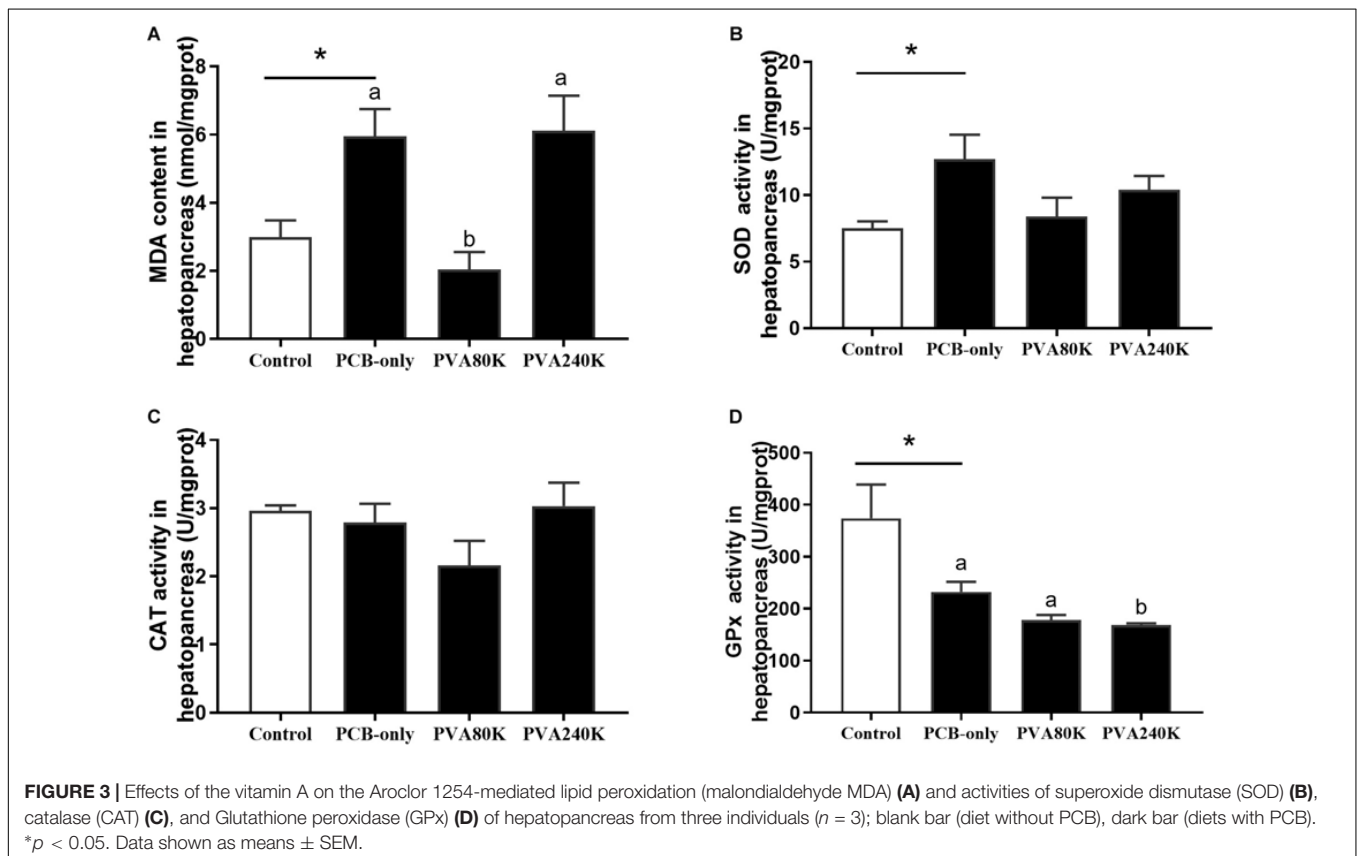 A
*
MDA content in
hepatopancreas (nmol/mgprot)
8
6
4
2
0
a
b
a
Control PCB-only PVA80K PVA240K
B
*
SOD activity in
hepatopancreas (U/mgprot)
20
15
10
5
0
Control PCB-only PVA80K PVA240K
C
CAT activity in
hepatopancreas (U/mgprot)
4
3
2
1
0
Control PCB-only PVA80K PVA240K
D
*
GPx activity in
hepatopancreas (U/mgprot)
500
400
300
200
100
0
a
a
b
Control PCB-only PVA80K PVA240K
FIGURE 3 | Effects of the vitamin A on the Aroclor 1254-mediated lipid peroxidation (malondialdehyde MDA) (A) and activities of superoxide dismutase (SOD) (B),
catalase (CAT) (C), and Glutathione peroxidase (GPx) (D) of hepatopancreas from three individuals (n = 3); blank bar (diet without PCB), dark bar (diets with PCB).
*p < 0.05. Data shown as means ± SEM.